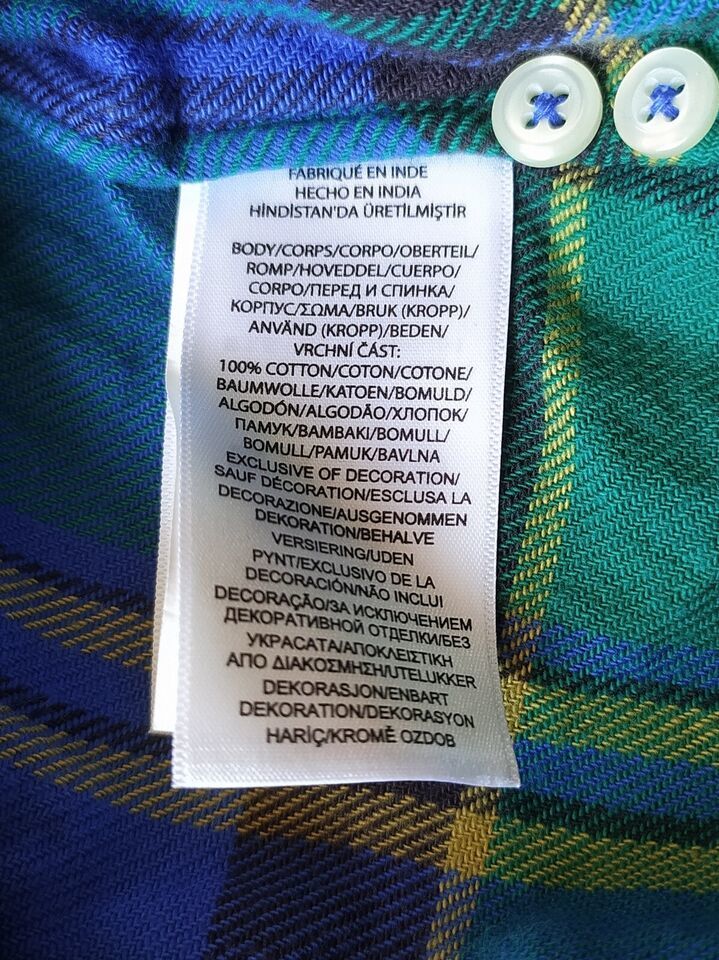 FABRIQUÉ EN INDE
HECHO EN INDIA
HİNDİSTAN'DA ÜRETİLMİŞTİR
BODY/CORPS/CORPO/OBERTEIL/
ROMP/HOVEDDEL/CUERPO/
CORPO/ПЕРЕД И СПИНКА/
КОРПУС/ΣΩΜΑ/BRUK (KROPP)/
ANVÄND (KROPP)/BEDEN/
VRCHNÍ ČÁST:
100% COTTON/COTON/COTONE/
BAUMWOLLE/KATOEN/BOMULD/
ALGODÓN/ALGODÃO/ХЛОПОК/
ПАМУК/BAMBAKI/BOMULL/
BOMULL/PAMUK/BAVLNA
EXCLUSIVE OF DECORATION/
SAUF DÉCORATION/ESCLUSA LA
DECORAZIONE/AUSGENOMMEN
DEKORATION/BEHALVE
VERSIERING/UDEN
PYNT/EXCLUSIVO DE LA
DECORACIÓN/NÃO INCLUI
DECORAÇÃO/ЗА ИСКЛЮЧЕНИЕМ
ДЕКОРАТИВНОЙ ОТДЕЛКИ/БЕЗ
УКРАСАТА/ΑΠΟΚΛΕΙΣΤΙΚΗ
ΑΠΟ ΔΙΑΚΟΣΜΗΣΗ/UTELUKKER
DEKORASJON/ENBART
DEKORATION/DEKORASYON
HARİÇ/KROMĚ OZDOB